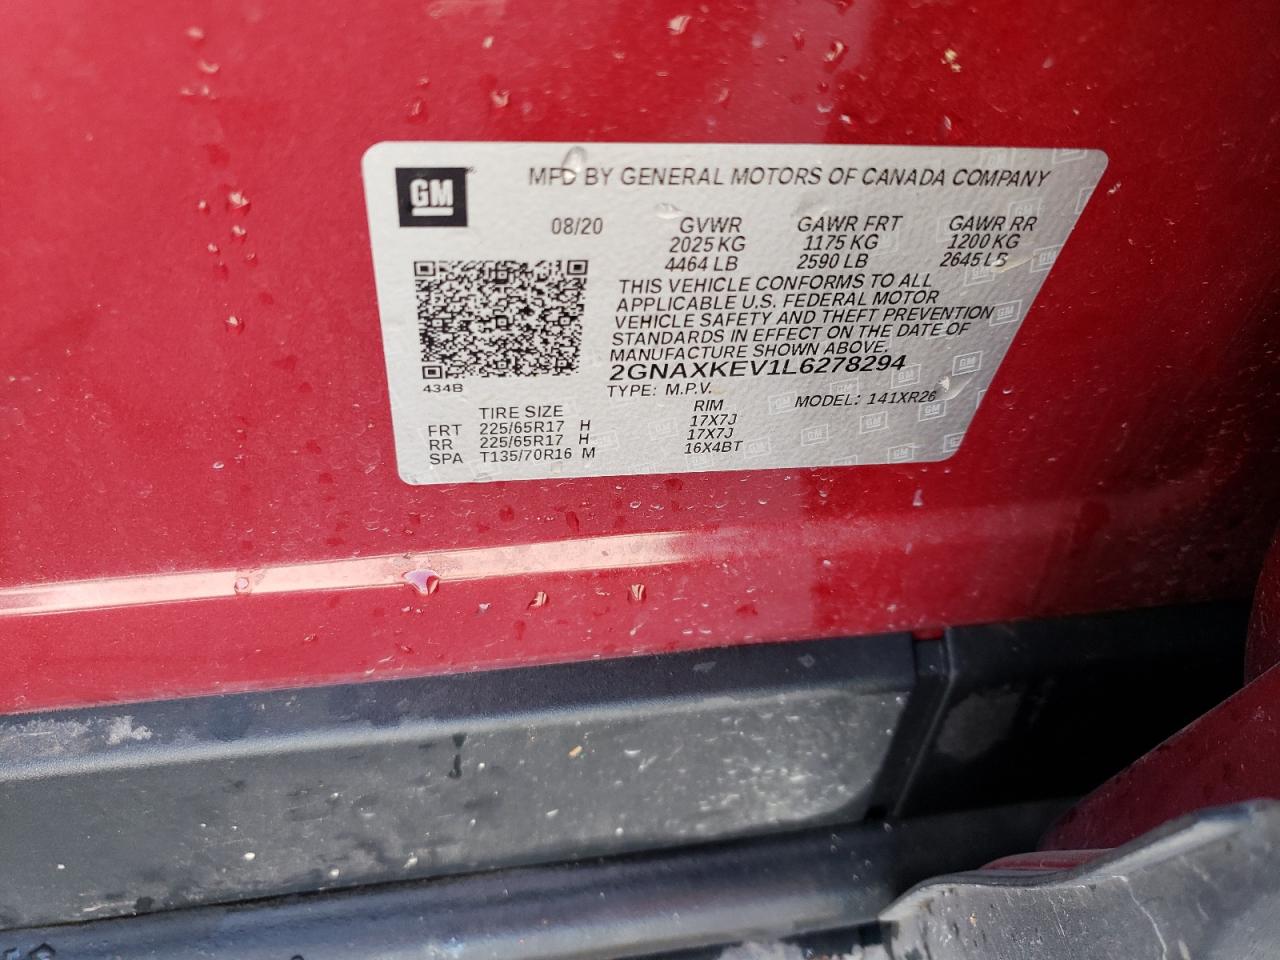 GM
MFD BY GENERAL MOTORS OF CANADA COMPANY
08/20 GVWR GAWR FRT GAWR RR
2025 KG 1175 KG 1200 KG
4464 LB 2590 LB 2645 LB
THIS VEHICLE CONFORMS TO ALL
APPLICABLE U.S. FEDERAL MOTOR
VEHICLE SAFETY AND THEFT PREVENTION
STANDARDS IN EFFECT ON THE DATE OF
MANUFACTURE SHOWN ABOVE.
2GNAXKEV1L6278294
434B
TYPE: M.P.V. MODEL: 141XR26
TIRE SIZE RIM
FRT 225/65R17 H 17X7J
RR 225/65R17 H 17X7J
SPA T135/70R16 M 16X4BT